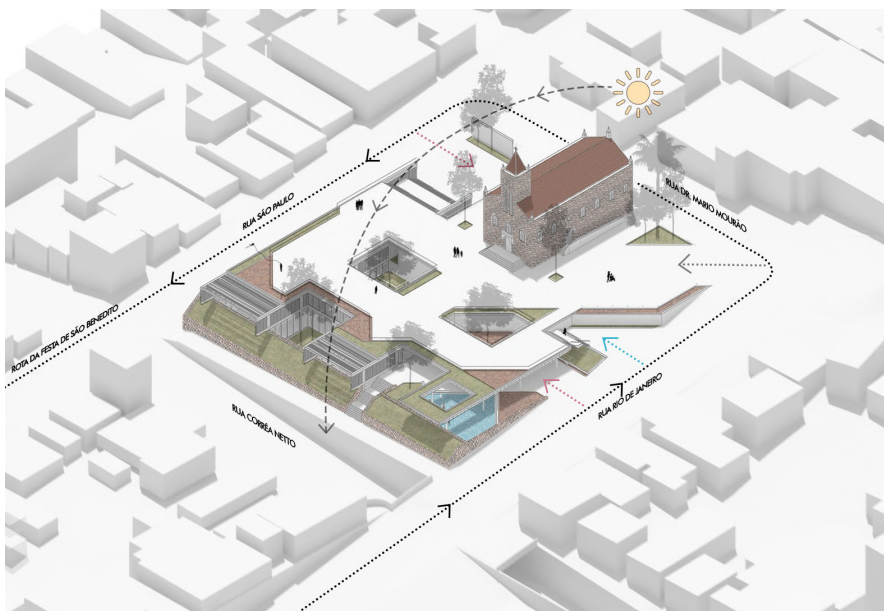 RUA SÃO PAULO
RUA DR. MARIO MOURÃO
ROTA DA FESTA DE SÃO BENEDITO
RUA CORRÊA NETTO
RUA RIO DE JANEIRO